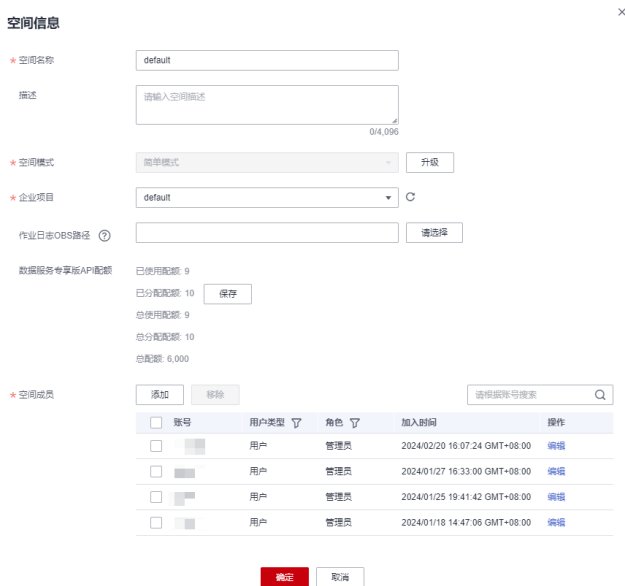 空间信息
× 
* 空间名称 default
描述 请输入空间描述
0/4,096
* 空间模式 简单模式 升级
* 企业项目 default
作业日志OBS路径 ? 请选择
数据服务专享版API配额 已使用配额: 9
已分配配额: 10 保存
总使用配额: 9
总分配配额: 10
总配额: 6,000
* 空间成员 添加 移除 请根据账号搜索
账号 用户类型 角色 加入时间 操作
用户 管理员 2024/02/20 16:07:24 GMT+08:00 编辑
用户 管理员 2024/01/27 16:33:00 GMT+08:00 编辑
用户 管理员 2024/01/25 19:41:42 GMT+08:00 编辑
用户 管理员 2024/01/18 14:47:06 GMT+08:00 编辑
确定 取消